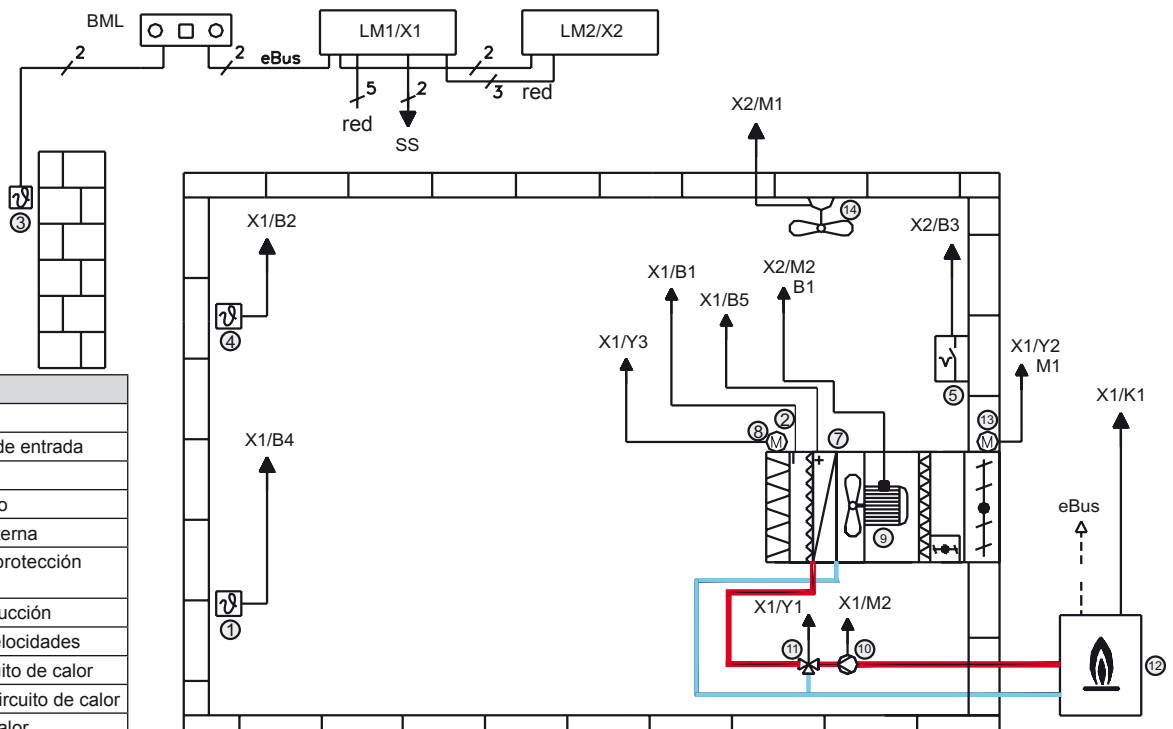 BML
LM1/X1
LM2/X2
2
2
eBus
2
5
2
3
red
red
SS
X2/M1
3
14
X1/B2
X2/B3
X1/B1
X2/M2
B1
X1/B5
4
X1/Y3
X1/Y2
M1
5
X1/K1
8
M
2
7
13
M
X1/B4
+
9
eBus
1
X1/Y1
X1/M2
11
10
12
de entrada
o
terna
protección
ucción
elocidades
ito de calor
ircuito de calor
alor